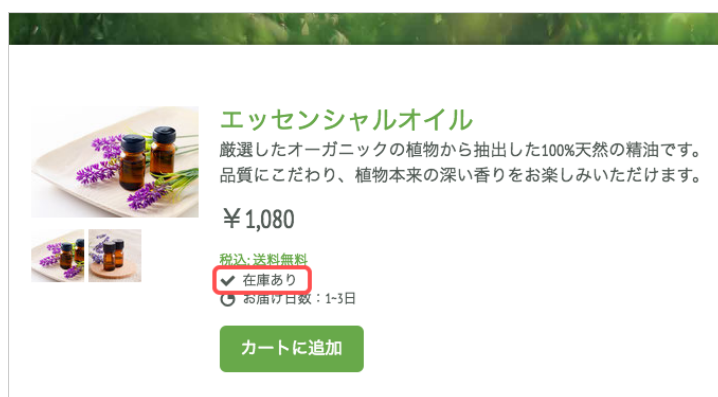 エッセンシャルオイル
厳選したオーガニックの植物から抽出した100%天然の精油です。
品質にこだわり、植物本来の深い香りをお楽しみいただけます。
￥1,080
税込; 送料無料
在庫あり
お届け日数：1~3日
カートに追加